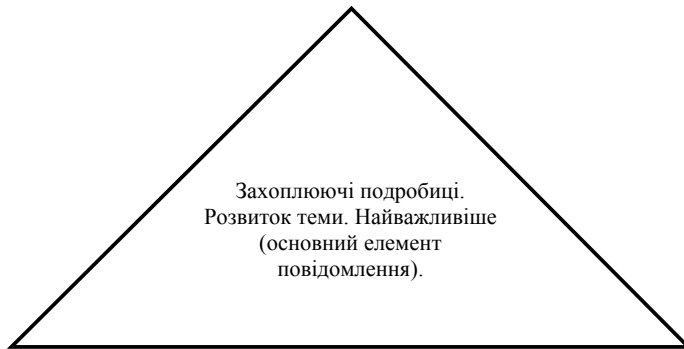 Захоплюючі подробиці.
Розвиток теми. Найважливіше
(основний елемент
повідомлення).